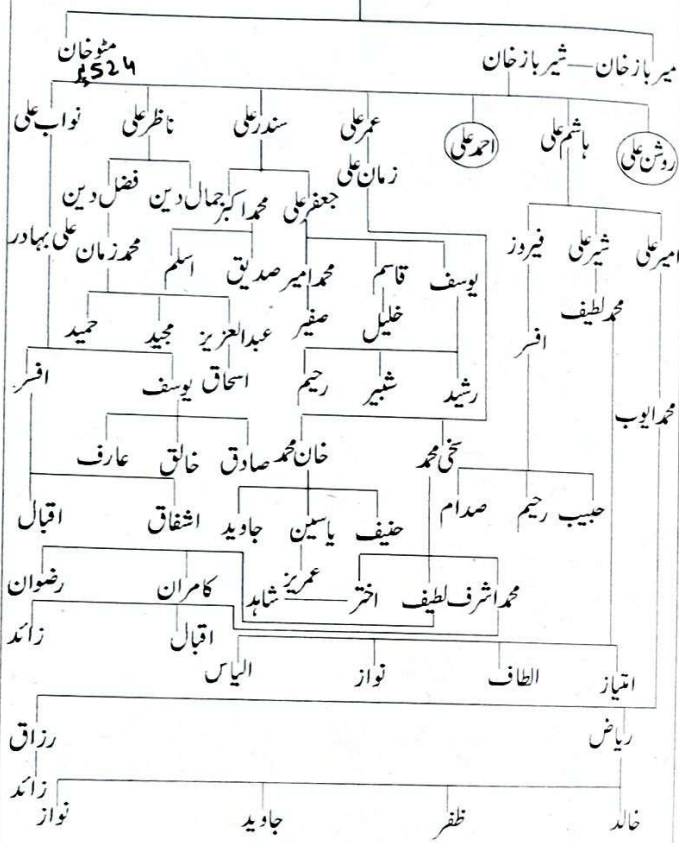 میر باز خان — شیر باز خان مٹو خان
524
روشن علی ہاشم علی احمد علی عمر علی سندر علی ناظر علی نواب علی
زمان علی
امیر علی شیر علی فیروز یوسف قاسم جعفر علی محمد اکبر جمال دین فضل دین
محمد لطیف خلیل محمد امیر صدیق اسلم محمد زمان علی بہادر
افسر صفیر عبدالعزیز مجید حمید
محمد ایوب رشید شبیر رحیم اسحاق یوسف افسر
سخی محمد خان محمد صادق خالق عارف
حبیب رحیم صدام حنیف یاسین جاوید اشفاق اقبال
محمد اشرف لطیف اختر — شاہد عمریز کامران رضوان
اقبال زائد
امتیاز الطاف نواز الیاس
ریاض رزاق
زائد
خالد ظفر جاوید نواز